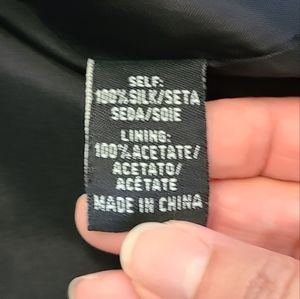 SELF:
100% SILK/SETA
SEDA/SOIE
LINING:
100% ACETATE/
ACETATO/
ACÉTATE
MADE IN CHINA